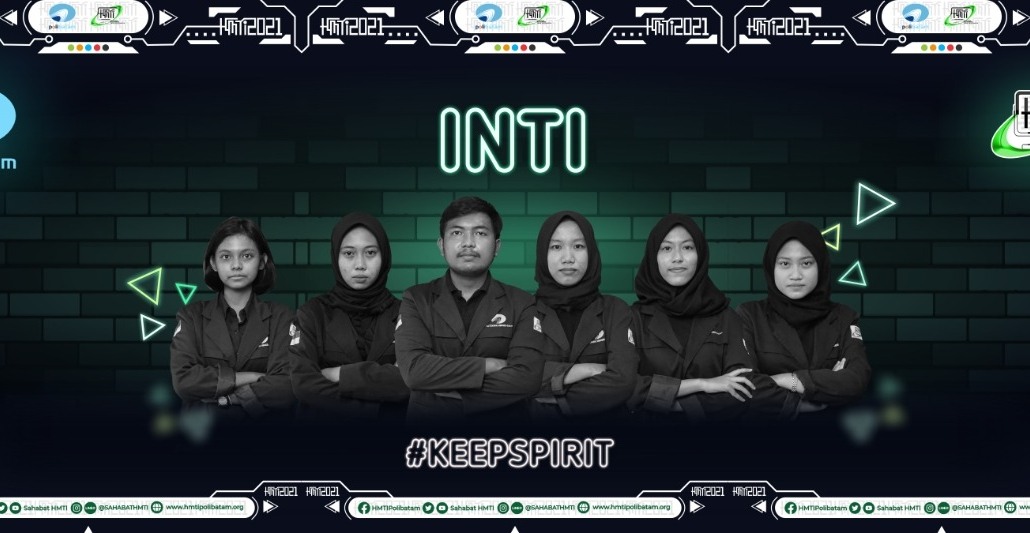 polibatam HMTI
HMTI2021 HMTI2021
polibatam HMTI
HMTI2021 HMTI2021
polibatam HMTI
m
INTI
#KEEPSPIRIT
HMTI2021 HMTI2021
HMTI2021 HMTI2021
Sahabat HMTI @SAHABATHMTI www.hmtipolibatam.org
HMTIPolibatam Sahabat HMTI @SAHABATHMTI www.hmtipolibatam.org
HMTIPolibatam Sahabat HMTI @SAHABATHMTI ww